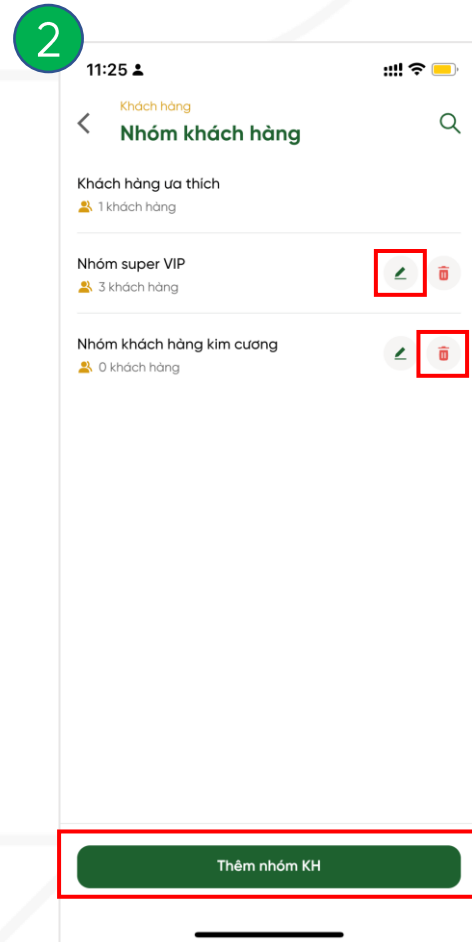 2
11:25
Khách hàng
Nhóm khách hàng
Khách hàng ưa thích
1 khách hàng
Nhóm super VIP
3 khách hàng
Nhóm khách hàng kim cương
0 khách hàng
Thêm nhóm KH